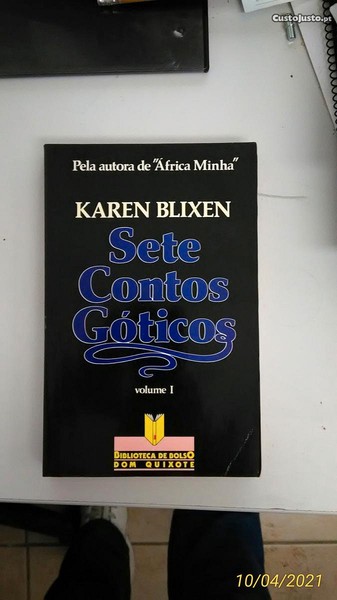 CustoJusto.pt
Pela autora de "África Minha"
KAREN BLIXEN
Sete
Contos
Góticos
volume I
BIBLIOTECA DE BOLSO
DOM QUIXOTE
10/04/2021